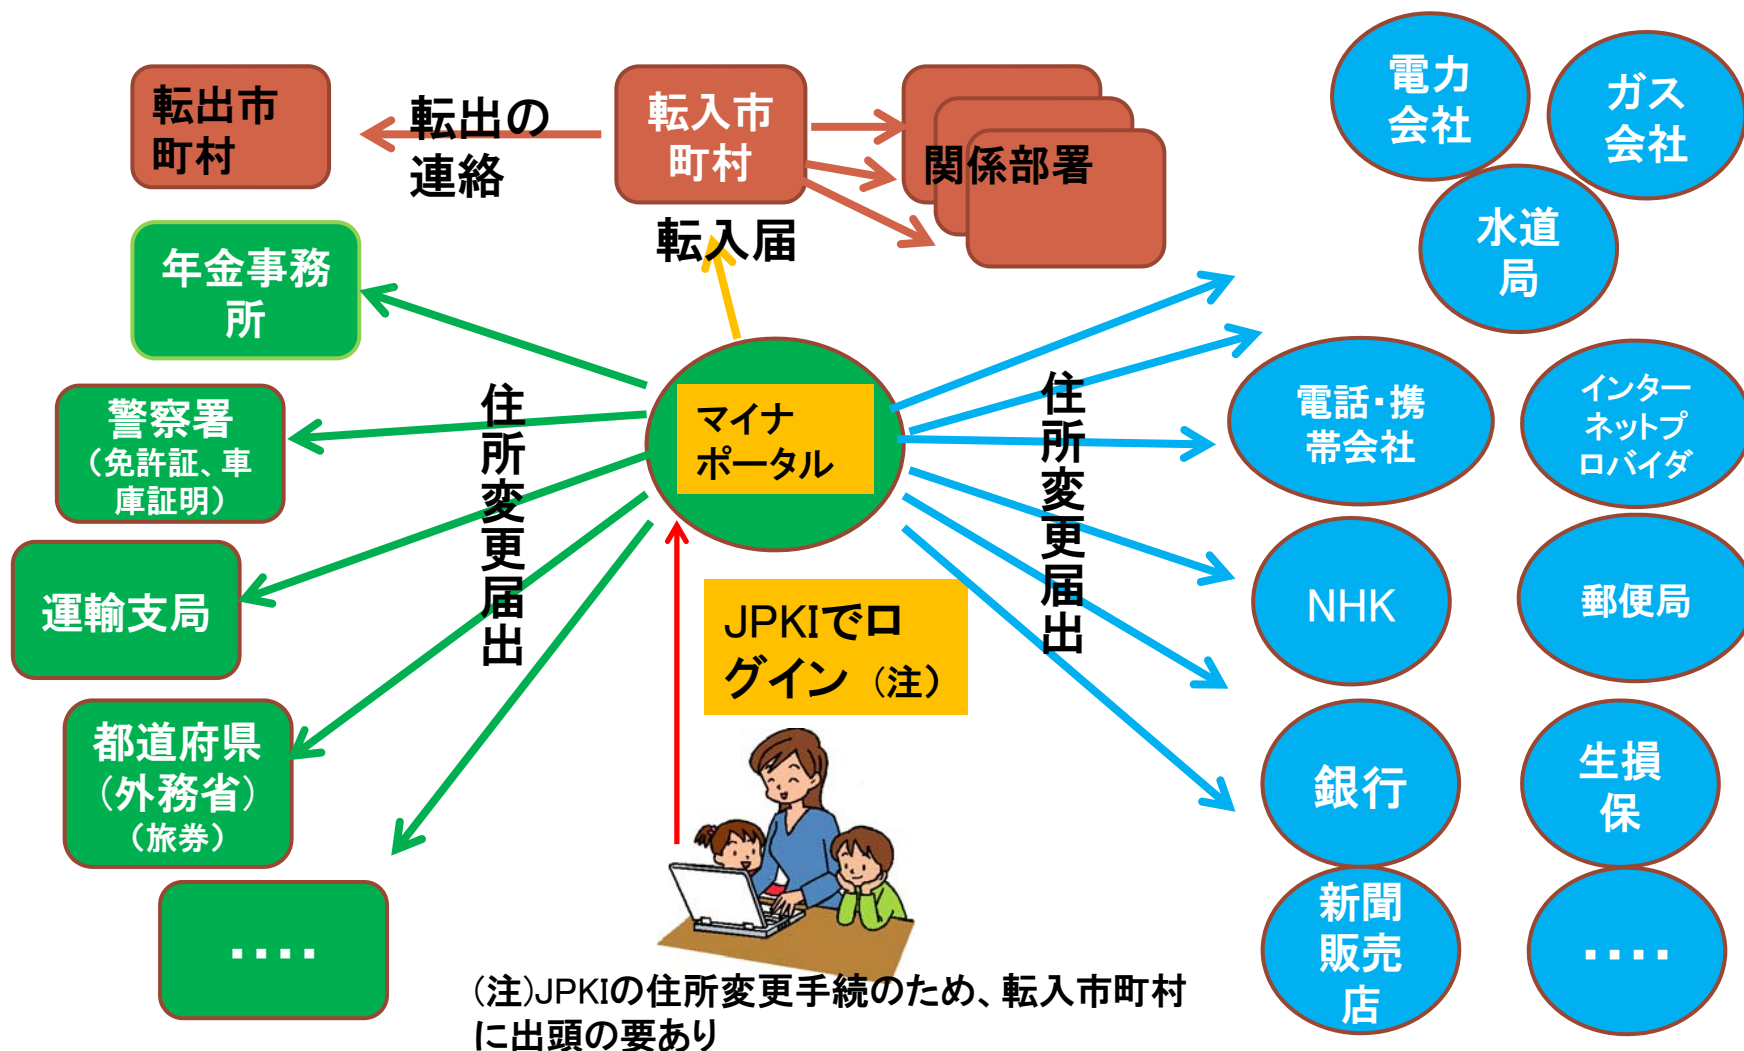 転出市
町村
転出の
連絡
転入市
町村
関係部署
転入届
電力
会社
ガス
会社
水道
局
年金事務
所
警察署
（免許証、車
庫証明）
運輸支局
都道府県
（外務省）
（旅券）
････
住所変更届出
マイナ
ポータル
住所変更届出
JPKIでロ
グイン（注）
電話・携
帯会社
インター
ネットプ
ロバイダ
NHK
郵便局
銀行
生損
保
新聞
販売
店
････
(注)JPKIの住所変更手続のため、転入市町村
に出頭の要あり